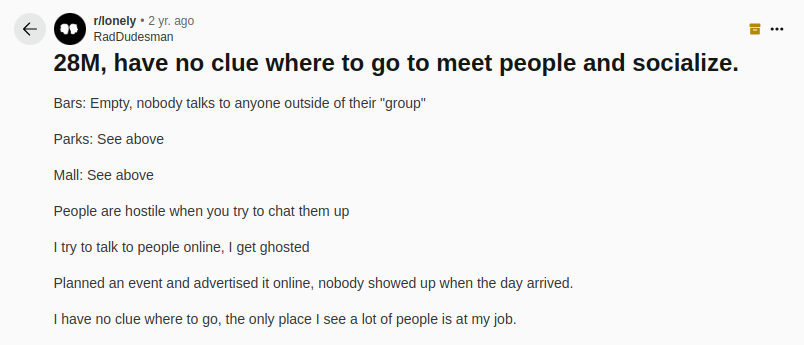 r/lonely • 2 yr. ago
RadDudesman
28M, have no clue where to go to meet people and socialize.
Bars: Empty, nobody talks to anyone outside of their "group"
Parks: See above
Mall: See above
People are hostile when you try to chat them up
I try to talk to people online, I get ghosted
Planned an event and advertised it online, nobody showed up when the day arrived.
I have no clue where to go, the only place I see a lot of people is at my job.